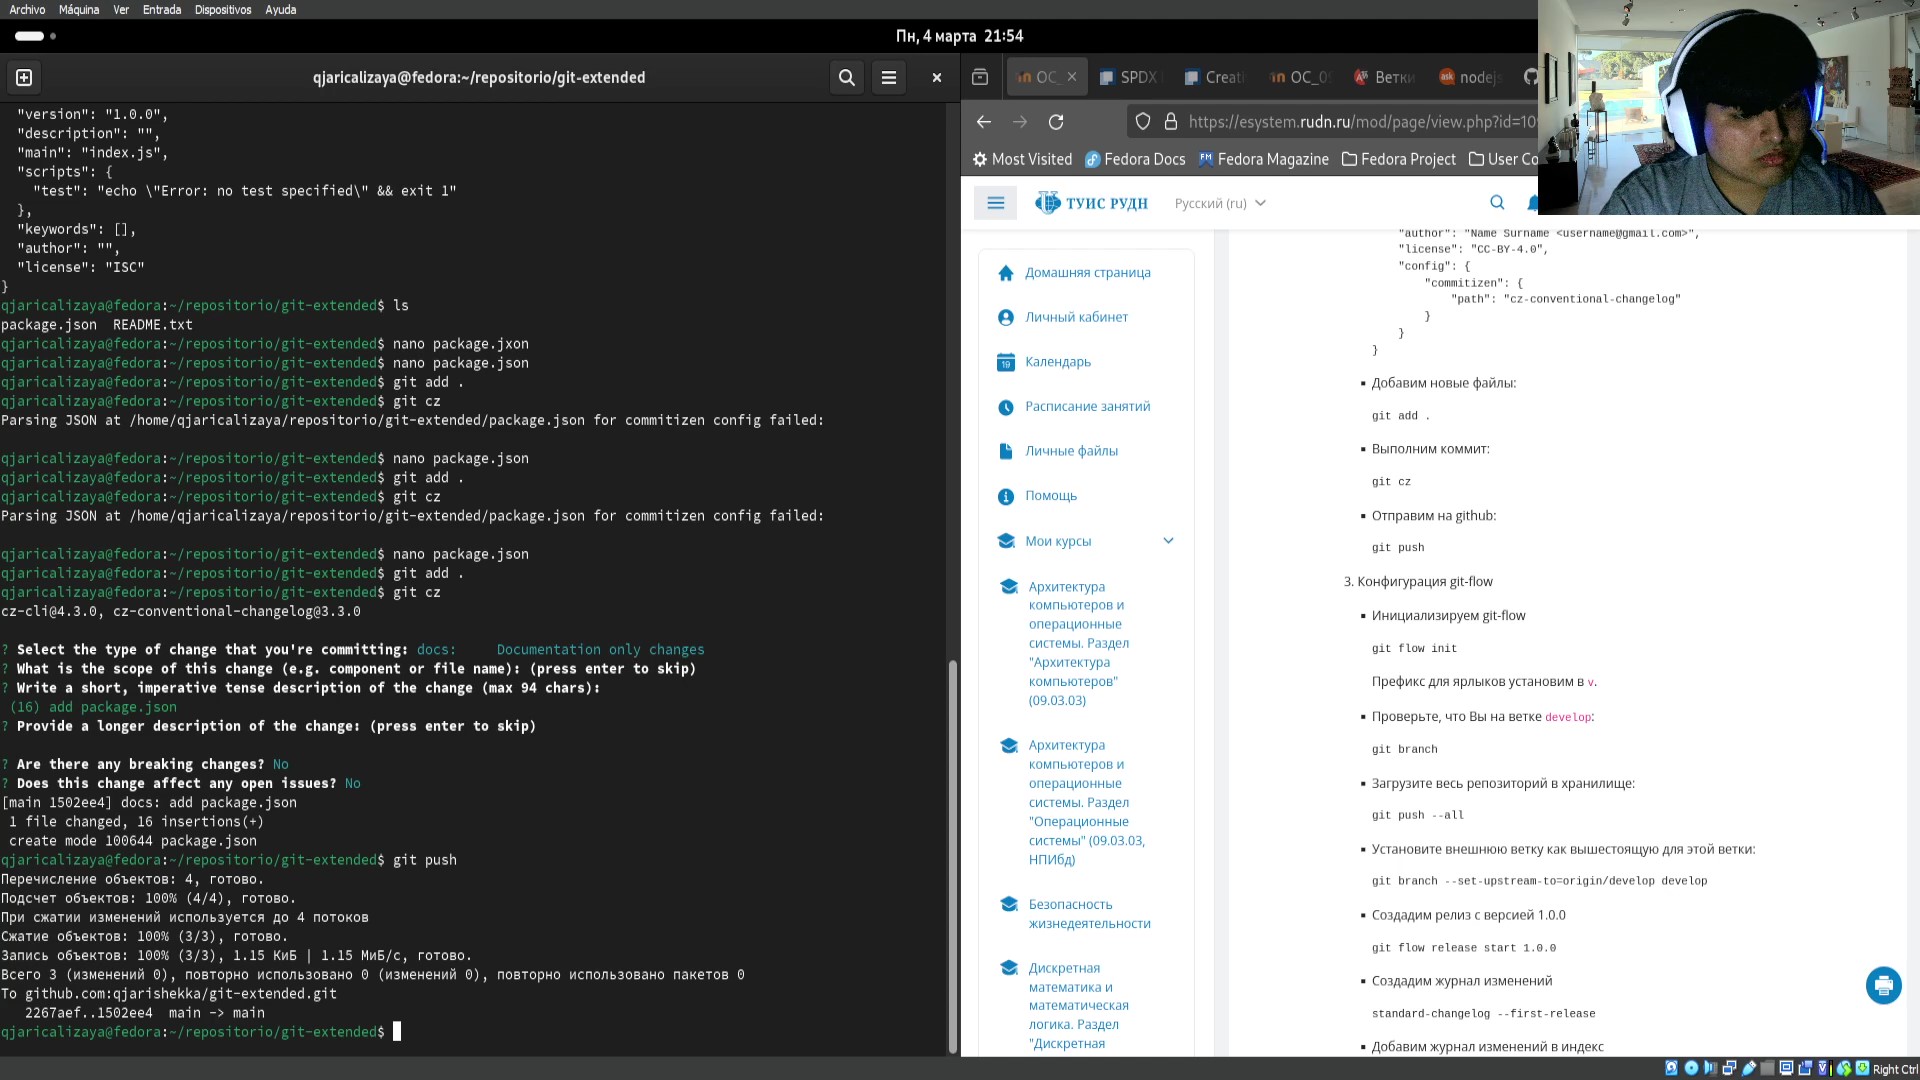 Archivo Máquina Ver Entrada Dispositivos Ayuda
Пн, 4 марта 21:54
qjaricalizaya@fedora:~/repositorio/git-extended
"version": "1.0.0",
"description": "",
"main": "index.js",
"scripts": {
"test": "echo \"Error: no test specified\" && exit 1"
},
"keywords": [],
"author": "",
"license": "ISC"
}
qjaricalizaya@fedora:~/repositorio/git-extended$ ls
package.json README.txt
qjaricalizaya@fedora:~/repositorio/git-extended$ nano package.jxon
qjaricalizaya@fedora:~/repositorio/git-extended$ nano package.json
qjaricalizaya@fedora:~/repositorio/git-extended$ git add .
qjaricalizaya@fedora:~/repositorio/git-extended$ git cz
Parsing JSON at /home/qjaricalizaya/repositorio/git-extended/package.json for commitizen config failed:
qjaricalizaya@fedora:~/repositorio/git-extended$ nano package.json
qjaricalizaya@fedora:~/repositorio/git-extended$ git add .
qjaricalizaya@fedora:~/repositorio/git-extended$ git cz
Parsing JSON at /home/qjaricalizaya/repositorio/git-extended/package.json for commitizen config failed:
qjaricalizaya@fedora:~/repositorio/git-extended$ nano package.json
qjaricalizaya@fedora:~/repositorio/git-extended$ git add .
qjaricalizaya@fedora:~/repositorio/git-extended$ git cz
cz-cli@4.3.0, cz-conventional-changelog@3.3.0
? Select the type of change that you're committing: docs: Documentation only changes
? What is the scope of this change (e.g. component or file name): (press enter to skip)
? Write a short, imperative tense description of the change (max 94 chars):
(16) add package.json
? Provide a longer description of the change: (press enter to skip)
? Are there any breaking changes? No
? Does this change affect any open issues? No
[main 1502ee4] docs: add package.json
1 file changed, 16 insertions(+)
create mode 100644 package.json
qjaricalizaya@fedora:~/repositorio/git-extended$ git push
Перечисление объектов: 4, готово.
Подсчет объектов: 100% (4/4), готово.
При сжатии изменений используется до 4 потоков
Сжатие объектов: 100% (3/3), готово.
Запись объектов: 100% (3/3), 1.15 КиБ | 1.15 МиБ/с, готово.
Всего 3 (изменений 0), повторно использовано 0 (изменений 0), повторно использовано пакетов 0
To github.com:qjarishekka/git-extended.git
2267aef..1502ee4 main -> main
qjaricalizaya@fedora:~/repositorio/git-extended$
OC_ SPDX Creati OC_0 Ветки nodejs
https://esystem.rudn.ru/mod/page/view.php?id=10
Most Visited Fedora Docs Fedora Magazine Fedora Project User Co
ТУИС РУДН Русский (ru)
Домашняя страница
Личный кабинет
Календарь
Расписание занятий
Личные файлы
Помощь
Мои курсы
Архитектура
компьютеров и
операционные
системы. Раздел
"Архитектура
компьютеров"
(09.03.03)
Архитектура
компьютеров и
операционные
системы. Раздел
"Операционные
системы" (09.03.03,
НПИбд)
Безопасность
жизнедеятельности
Дискретная
математика и
математическая
логика. Раздел
"Дискретная
"author": "Name Surname <username@gmail.com>",
"license": "CC-BY-4.0",
"config": {
"commitizen": {
"path": "cz-conventional-changelog"
}
}
}
▪ Добавим новые файлы:
git add .
▪ Выполним коммит:
git cz
▪ Отправим на github:
git push
3. Конфигурация git-flow
▪ Инициализируем git-flow
git flow init
Префикс для ярлыков установим в v.
▪ Проверьте, что Вы на ветке develop:
git branch
▪ Загрузите весь репозиторий в хранилище:
git push --all
▪ Установите внешнюю ветку как вышестоящую для этой ветки:
git branch --set-upstream-to=origin/develop develop
▪ Создадим релиз с версией 1.0.0
git flow release start 1.0.0
▪ Создадим журнал изменений
standard-changelog --first-release
▪ Добавим журнал изменений в индекс
Right Ctrl